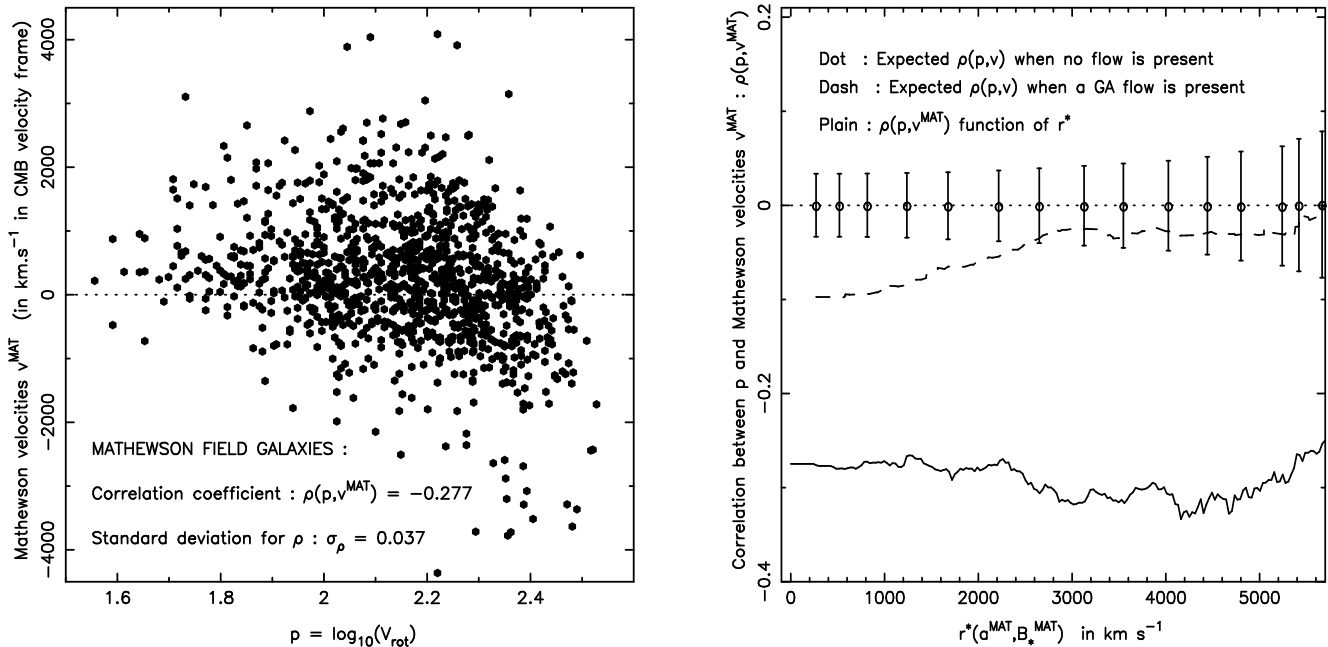 4000
2000
0
−2000
−4000
Mathewson velocities v^MAT (in km.s⁻¹ in CMB velocity frame)
MATHEWSON FIELD GALAXIES :
Correlation coefficient : ρ(p,v^MAT) = −0.277
Standard deviation for ρ : σ_ρ = 0.037
1.6 1.8 2 2.2 2.4
p = log₁₀(V_rot)
0.2
0
−0.2
−0.4
Correlation between p and Mathewson velocities v^MAT : ρ(p,v^MAT)
Dot : Expected ρ(p,v) when no flow is present
Dash : Expected ρ(p,v) when a GA flow is present
Plain : ρ(p,v^MAT) function of r*
0 1000 2000 3000 4000 5000
r*(a^MAT,B_*^MAT) in km s⁻¹